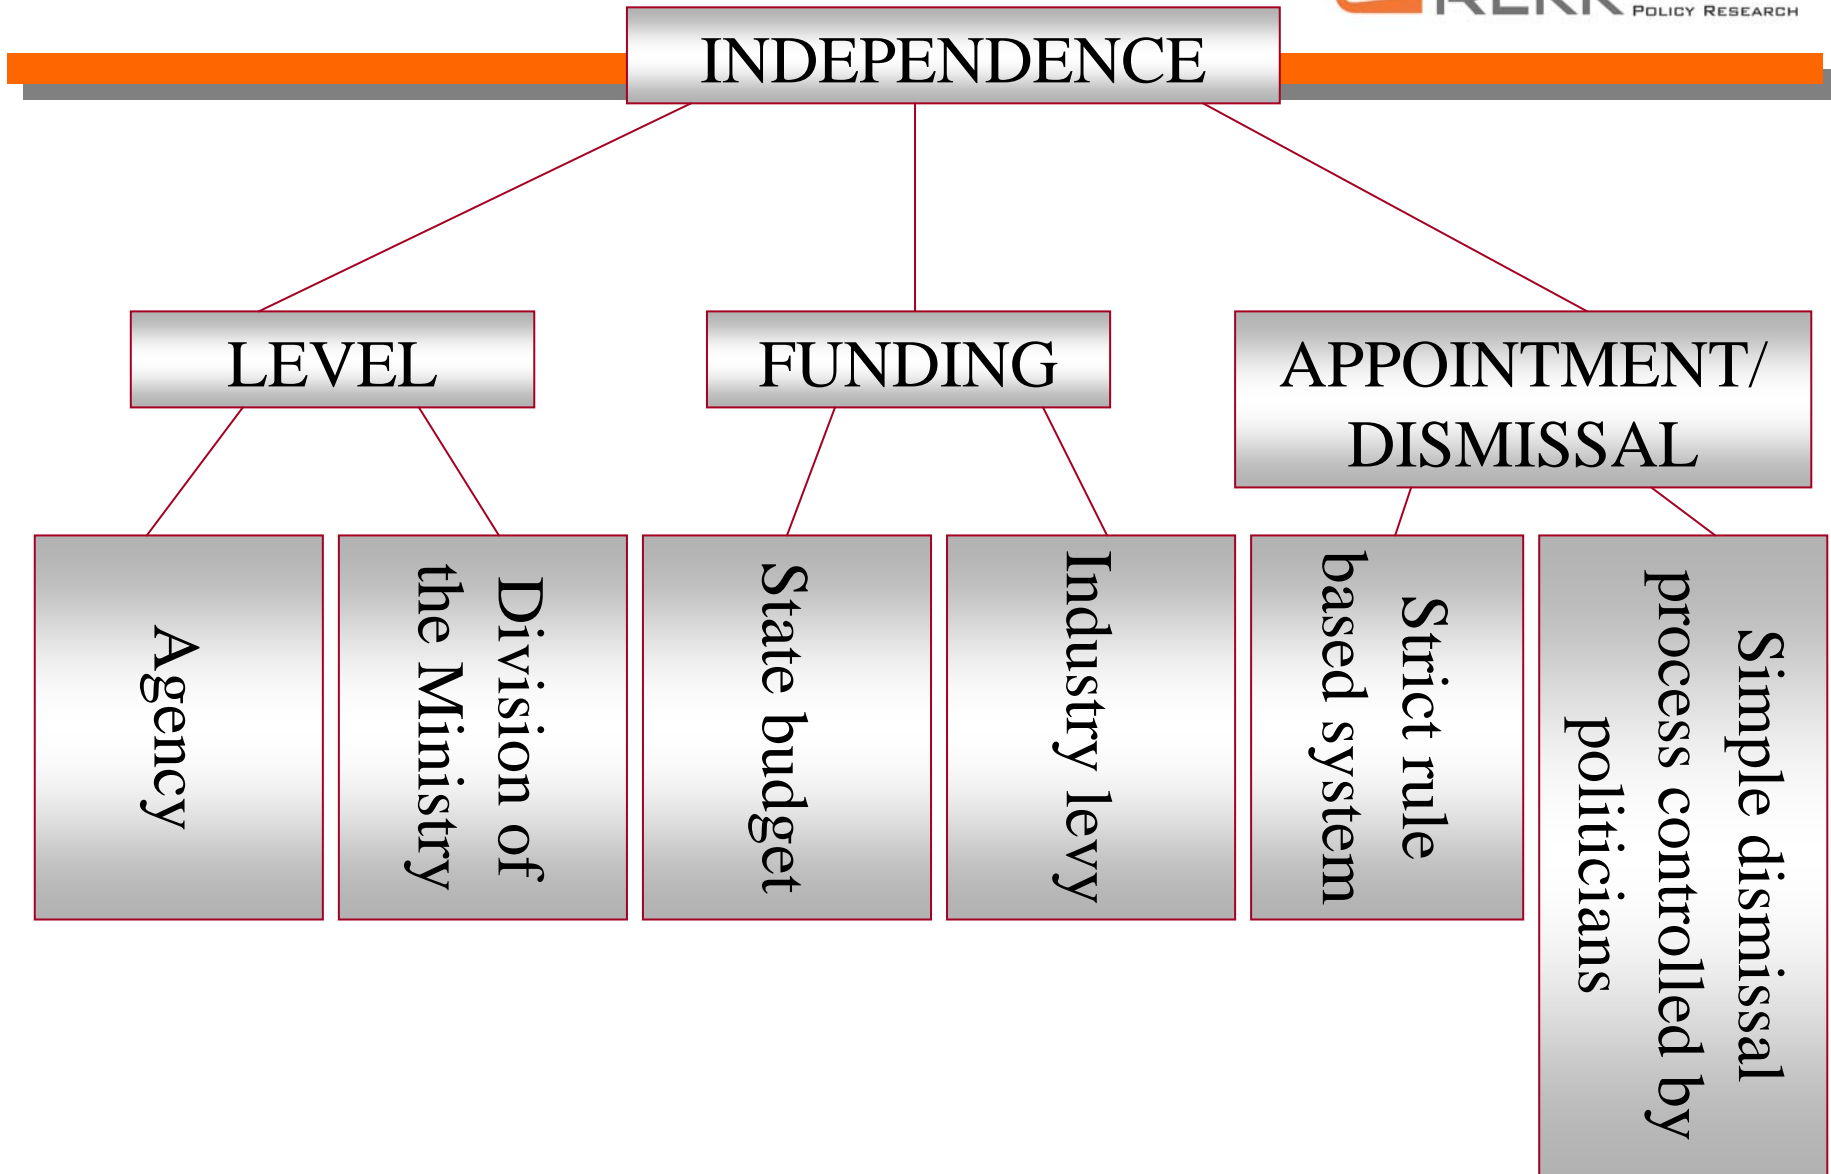 POLICY RESEARCH
INDEPENDENCE
LEVEL
FUNDING
APPOINTMENT/
DISMISSAL
Agency
Division of
the Ministry
State budget
Industry levy
Strict rule
based system
Simple dismissal
process controlled by
politicians